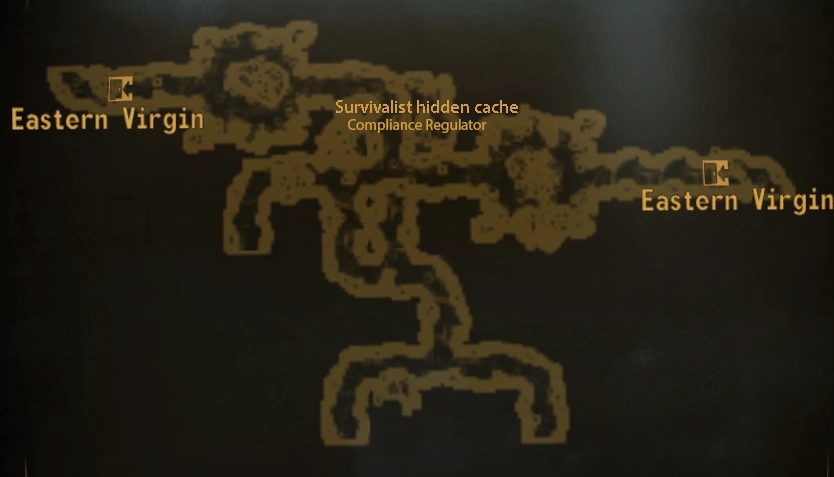 Survivalist hidden cache
Eastern Virgin
Compliance Regulator
Eastern Virgin